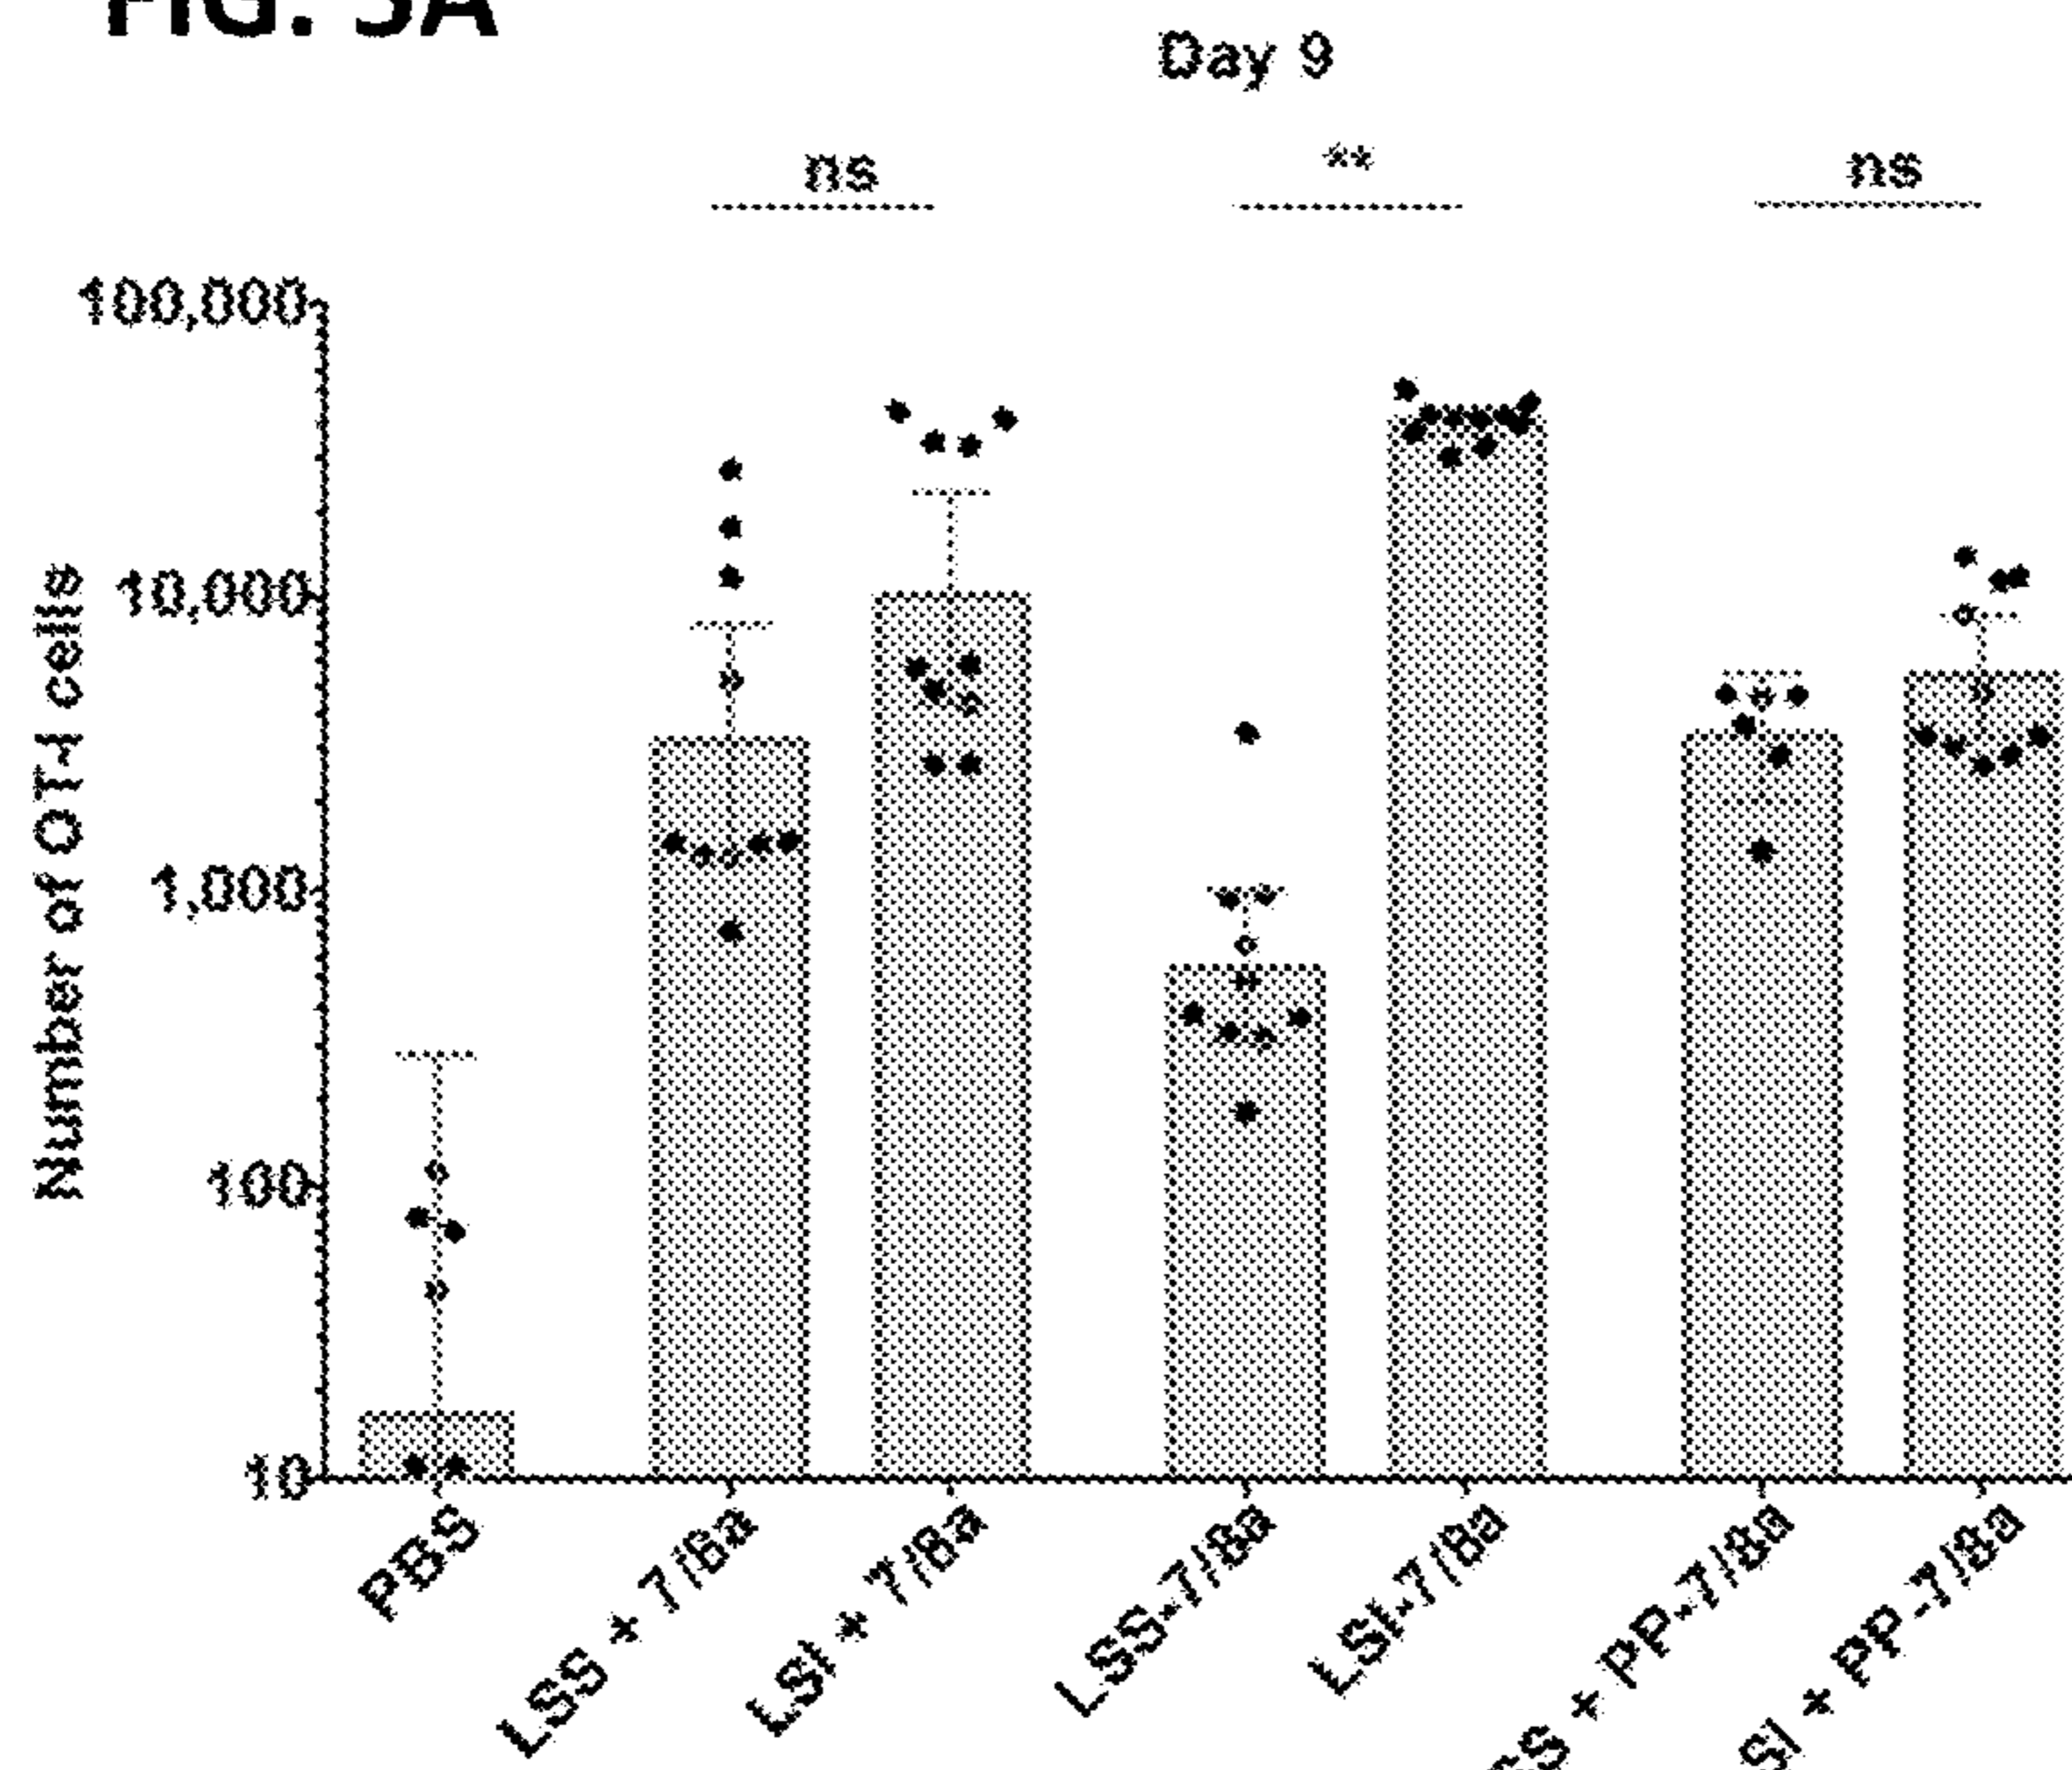 FIG. 5A
Day 9
ns
**
ns
100,000
10,000
1,000
100
10
Number of OT-I cells
PBS
LSS + 7/8a
LSI + 7/8a
LSS-7/8a
LSI-7/8a
SS + PP-7/8a
SI + PP-7/8a